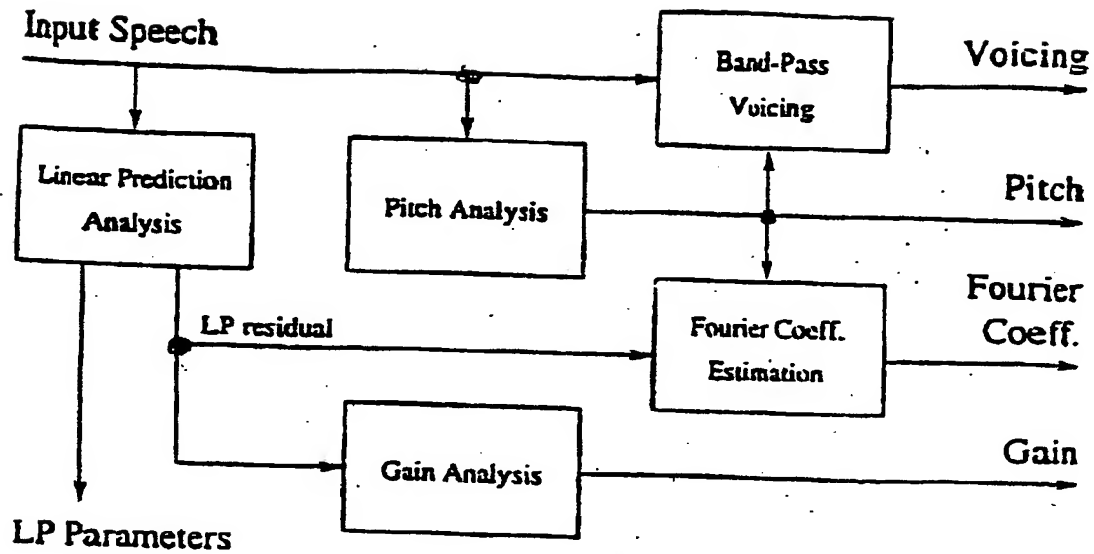 Input Speech
Band-Pass
Voicing
Voicing
Linear Prediction
Analysis
Pitch Analysis
Pitch
LP residual
Fourier Coeff.
Estimation
Fourier
Coeff.
Gain Analysis
Gain
LP Parameters